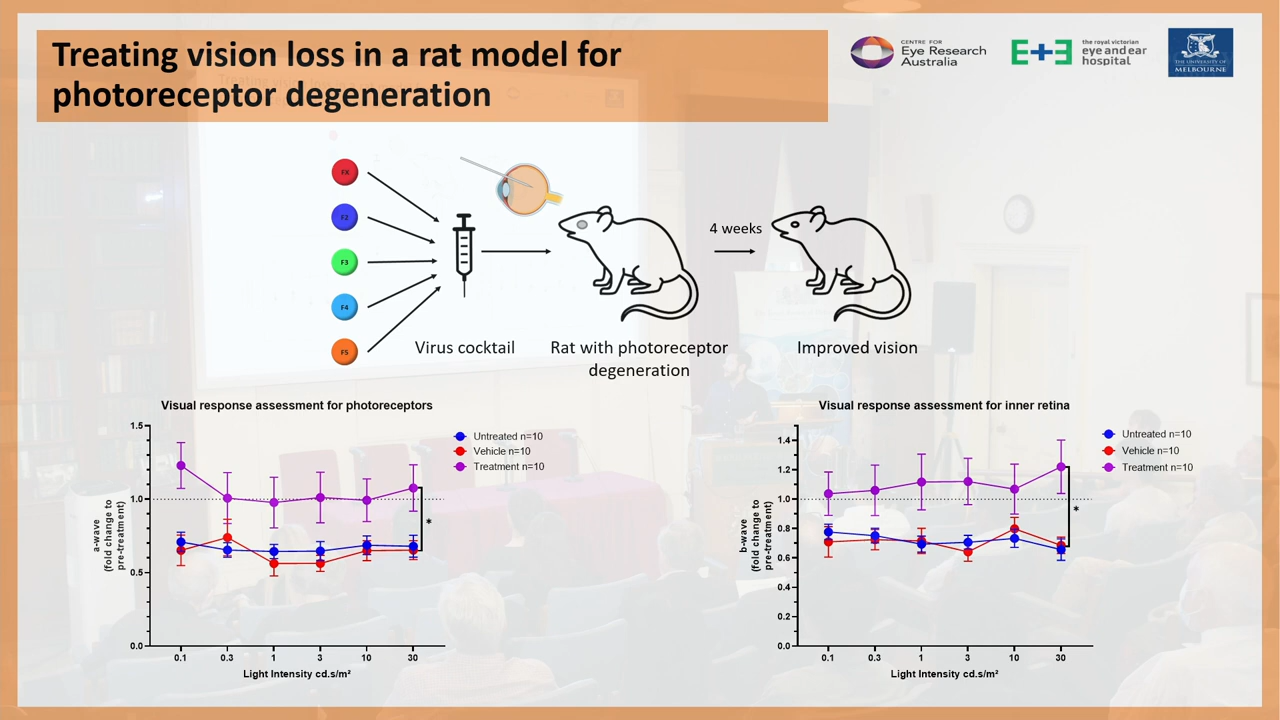 Treating vision loss in a rat model for
photoreceptor degeneration
CENTRE FOR
Eye Research
Australia
E+3
the royal victorian
eye and ear
hospital
THE UNIVERSITY OF
MELBOURNE
FX
F2
F3
F4
F5
4 weeks
Virus cocktail
Rat with photoreceptor
degeneration
Improved vision
Visual response assessment for photoreceptors
1.5
1.0
0.5
0.0
a-wave
(fold change to
pre-treatment)
Untreated n=10
Vehicle n=10
Treatment n=10
*
0.1 0.3 1 3 10 30
Light Intensity cd.s/m²
Visual response assessment for inner retina
1.4
1.2
1.0
0.8
0.6
0.4
0.2
0.0
b-wave
(fold change to
pre-treatment)
Untreated n=10
Vehicle n=10
Treatment n=10
*
0.1 0.3 1 3 10 30
Light Intensity cd.s/m²